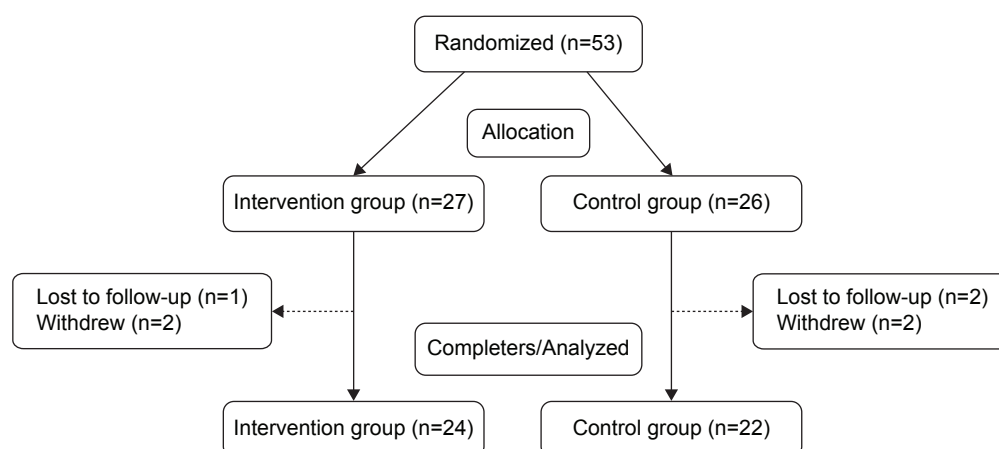 Randomized (n=53)
Allocation
Intervention group (n=27)
Control group (n=26)
Lost to follow-up (n=1)
Withdrew (n=2)
Lost to follow-up (n=2)
Withdrew (n=2)
Completers/Analyzed
Intervention group (n=24)
Control group (n=22)